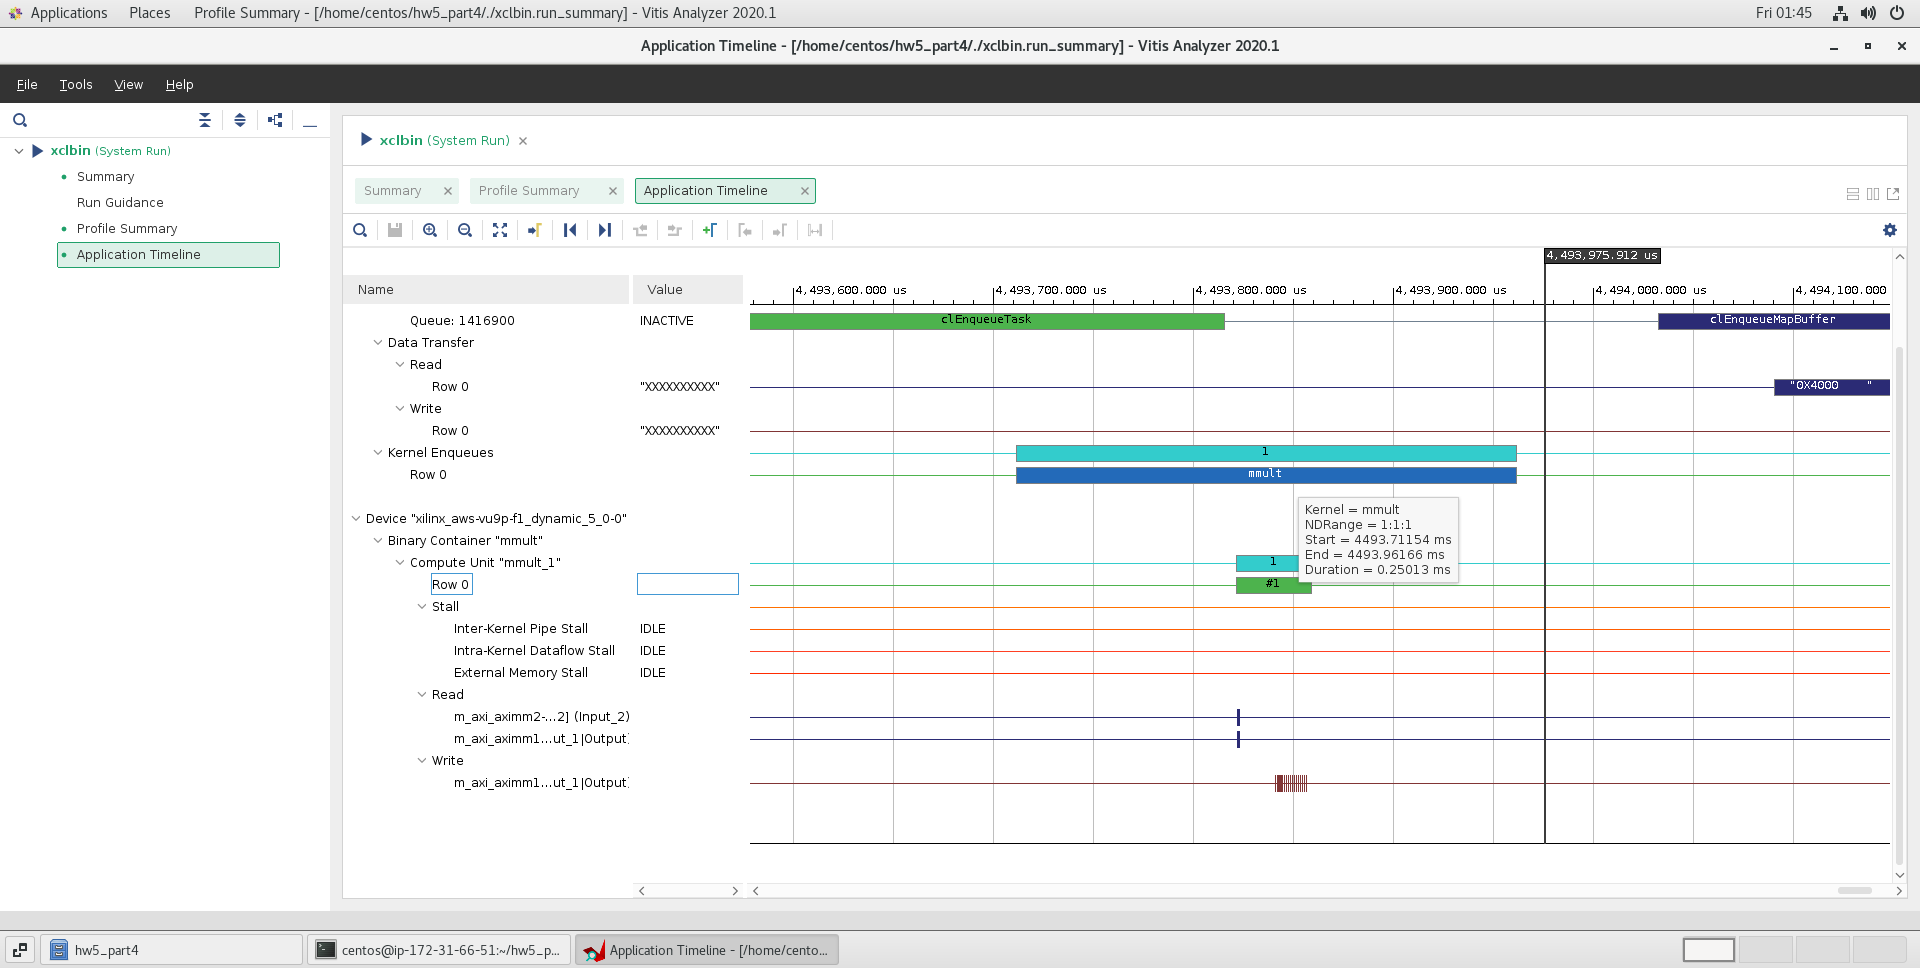 Applications Places Profile Summary - [/home/centos/hw5_part4/./xclbin.run_summary] - Vitis Analyzer 2020.1 Fri 01:45
Application Timeline - [/home/centos/hw5_part4/./xclbin.run_summary] - Vitis Analyzer 2020.1
File Tools View Help
xclbin (System Run)
Summary
Run Guidance
Profile Summary
Application Timeline
xclbin (System Run)
Summary Profile Summary Application Timeline
4,493,975.912 us
Name Value
4,493,600.000 us 4,493,700.000 us 4,493,800.000 us 4,493,900.000 us 4,494,000.000 us 4,494,100.000
Queue: 1416900 INACTIVE clEnqueueTask clEnqueueMapBuffer
Data Transfer
Read
Row 0 "XXXXXXXXXX" "0X4000 "
Write
Row 0 "XXXXXXXXXX"
Kernel Enqueues 1
Row 0 mmult
Kernel = mmult
NDRange = 1:1:1
Start = 4493.71154 ms
End = 4493.96166 ms
Duration = 0.25013 ms
Device "xilinx_aws-vu9p-f1_dynamic_5_0-0"
Binary Container "mmult"
Compute Unit "mmult_1" 1
Row 0 #1
Stall
Inter-Kernel Pipe Stall IDLE
Intra-Kernel Dataflow Stall IDLE
External Memory Stall IDLE
Read
m_axi_aximm2-...2] (Input_2)
m_axi_aximm1...ut_1|Output]
Write
m_axi_aximm1...ut_1|Output]
hw5_part4 centos@ip-172-31-66-51:~/hw5_p... Application Timeline - [/home/cento...